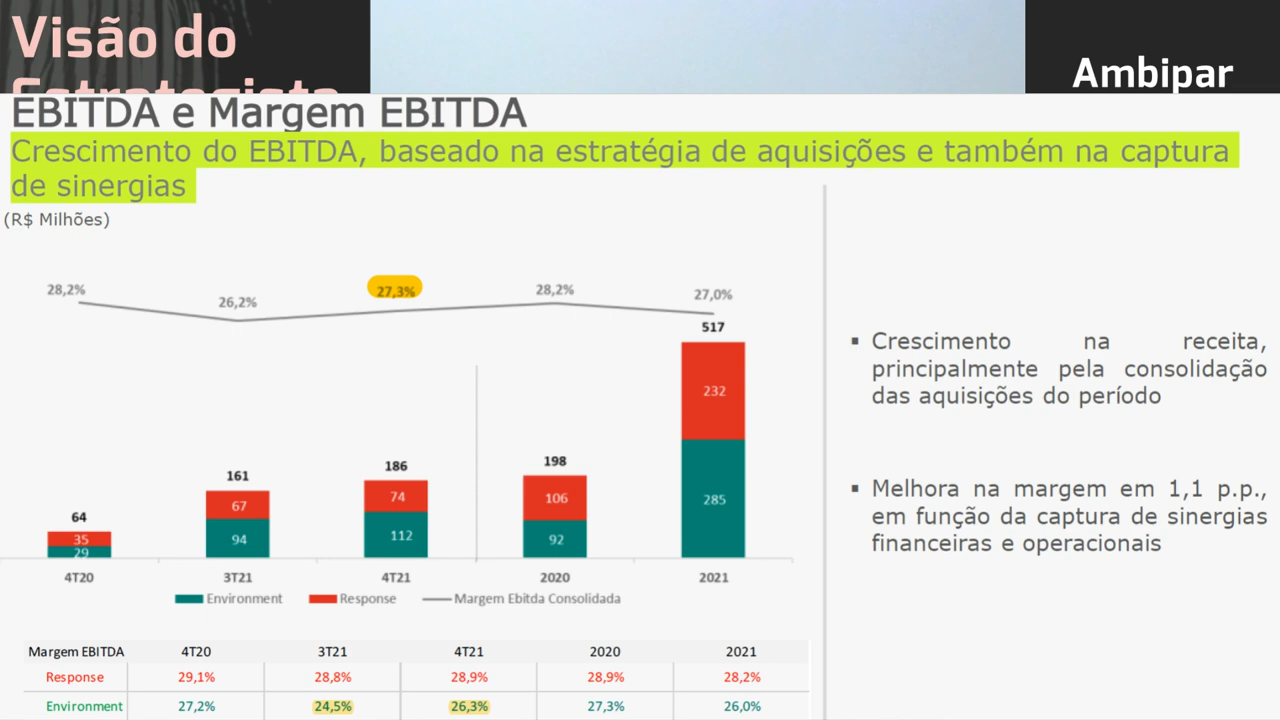 Visão do
Estrategista
Ambipar
EBITDA e Margem EBITDA
Crescimento do EBITDA, baseado na estratégia de aquisições e também na captura
de sinergias
(R$ Milhões)
28,2% 26,2% 27,3% 28,2% 27,0%
64 161 186 198 517
35 67 74 106 232
29 94 112 92 285
4T20 3T21 4T21 2020 2021
Environment Response Margem Ebitda Consolidada
▪ Crescimento na receita,
principalmente pela consolidação
das aquisições do período
▪ Melhora na margem em 1,1 p.p.,
em função da captura de sinergias
financeiras e operacionais
Margem EBITDA 4T20 3T21 4T21 2020 2021
Response 29,1% 28,8% 28,9% 28,9% 28,2%
Environment 27,2% 24,5% 26,3% 27,3% 26,0%